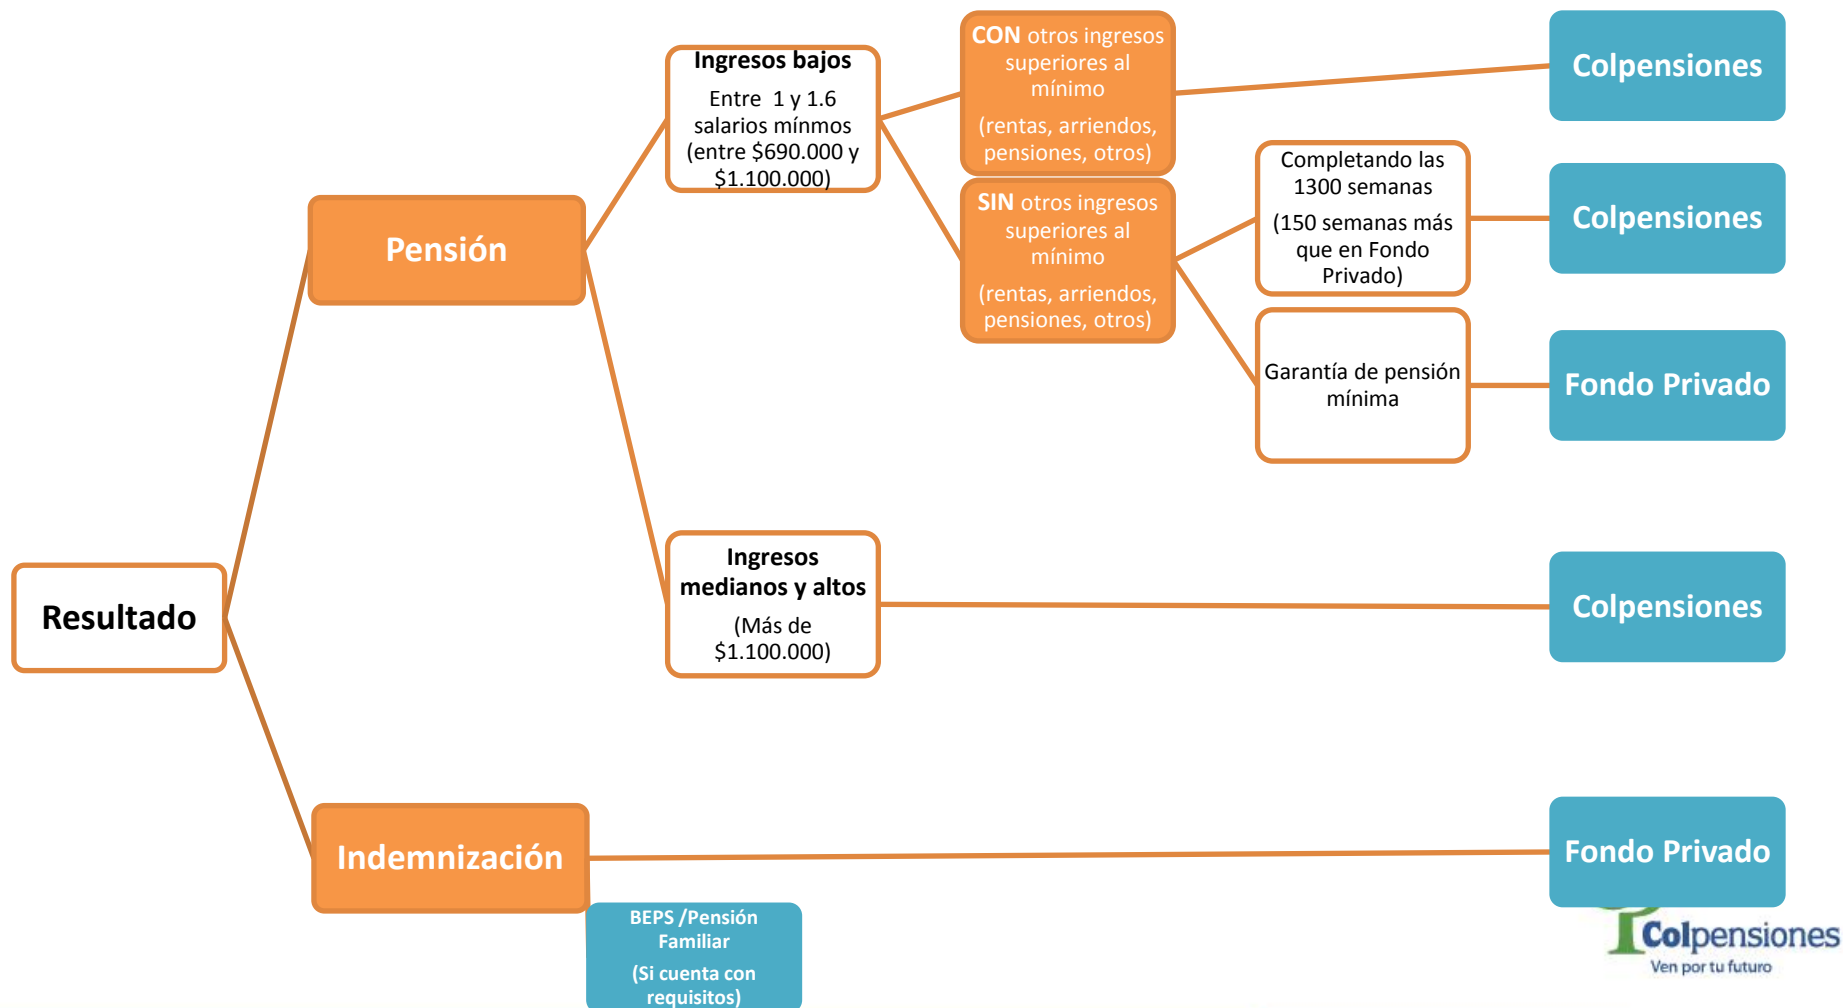 Resultado
Pensión
Indemnización
BEPS /Pensión
Familiar
(Si cuenta con
requisitos)
Ingresos bajos
Entre 1 y 1.6
salarios mínmos
(entre $690.000 y
$1.100.000)
Ingresos
medianos y altos
(Más de
$1.100.000)
CON otros ingresos
superiores al
mínimo
(rentas, arriendos,
pensiones, otros)
SIN otros ingresos
superiores al
mínimo
(rentas, arriendos,
pensiones, otros)
Completando las
1300 semanas
(150 semanas más
que en Fondo
Privado)
Garantía de pensión
mínima
Colpensiones
Colpensiones
Fondo Privado
Colpensiones
Fondo Privado
Colpensiones
Ven por tu futuro